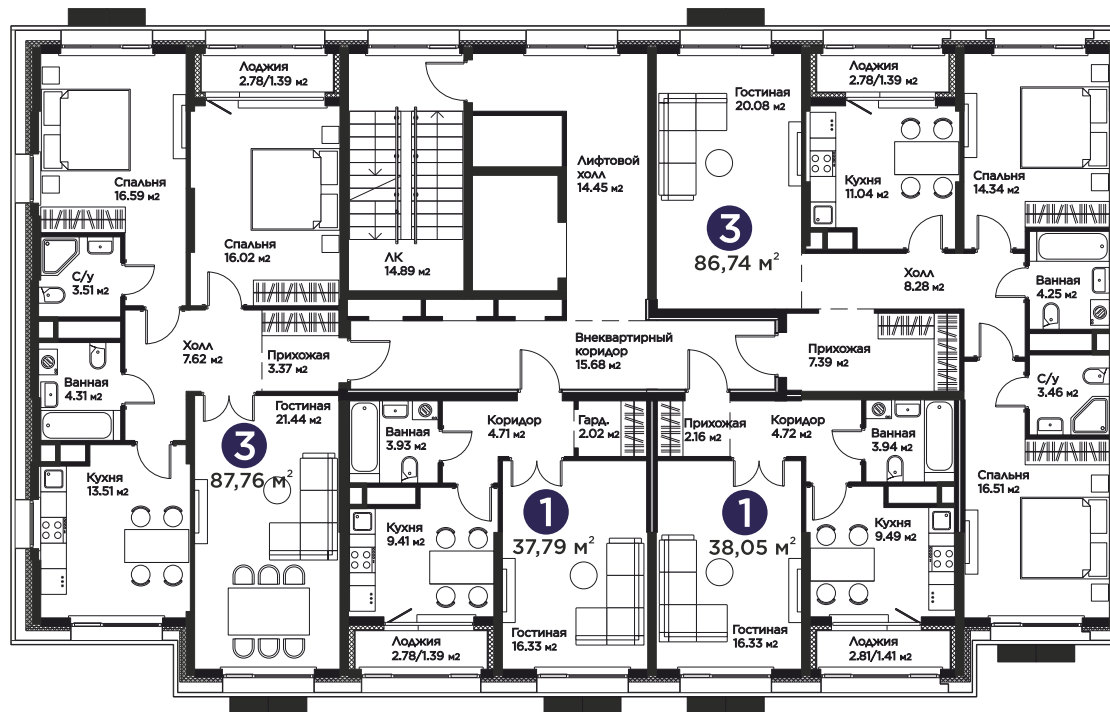 Лоджия
2.78/1.39 м2
Спальня
16.59 м2
Спальня
16.02 м2
С/у
3.51 м2
ЛК
14.89 м2
Лифтовой
холл
14.45 м2
Гостиная
20.08 м2
Лоджия
2.78/1.39 м2
Кухня
11.04 м2
Спальня
14.34 м2
3
86,74 м²
Холл
8.28 м2
Ванная
4.25 м2
Холл
7.62 м2
Прихожая
3.37 м2
Внеквартирный
коридор
15.68 м2
Прихожая
7.39 м2
С/у
3.46 м2
Ванная
4.31 м2
Гостиная
21.44 м2
3
87,76 м²
Кухня
13.51 м2
Ванная
3.93 м2
Коридор
4.71 м2
Гард.
2.02 м2
Прихожая
2.16 м2
Коридор
4.72 м2
Ванная
3.94 м2
Спальня
16.51 м2
Кухня
9.41 м2
1
37,79 м²
1
38,05 м²
Кухня
9.49 м2
Лоджия
2.78/1.39 м2
Гостиная
16.33 м2
Гостиная
16.33 м2
Лоджия
2.81/1.41 м2